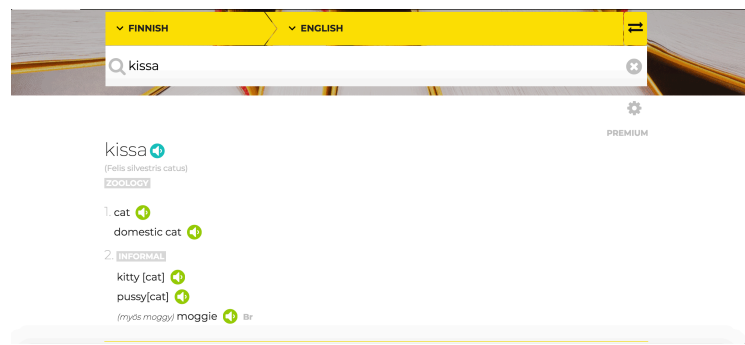 FINNISH
ENGLISH
kissa
PREMIUM
kissa
(Felis silvestris catus)
ZOOLOGY
1. cat
domestic cat
2. INFORMAL
kitty [cat]
pussy[cat]
(myös moggy) moggie Br